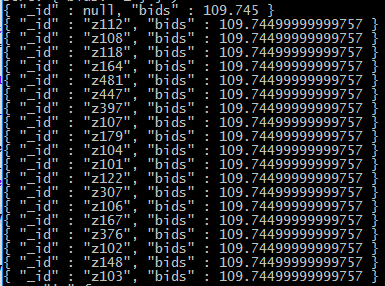 { "_id" : null, "bids" : 109.745 }
{ "_id" : "z112", "bids" : 109.74499999999757 }
{ "_id" : "z108", "bids" : 109.74499999999757 }
{ "_id" : "z118", "bids" : 109.74499999999757 }
{ "_id" : "z164", "bids" : 109.74499999999757 }
{ "_id" : "z481", "bids" : 109.74499999999757 }
{ "_id" : "z447", "bids" : 109.74499999999757 }
{ "_id" : "z397", "bids" : 109.74499999999757 }
{ "_id" : "z107", "bids" : 109.74499999999757 }
{ "_id" : "z179", "bids" : 109.74499999999757 }
{ "_id" : "z104", "bids" : 109.74499999999757 }
{ "_id" : "z101", "bids" : 109.74499999999757 }
{ "_id" : "z122", "bids" : 109.74499999999757 }
{ "_id" : "z307", "bids" : 109.74499999999757 }
{ "_id" : "z106", "bids" : 109.74499999999757 }
{ "_id" : "z167", "bids" : 109.74499999999757 }
{ "_id" : "z376", "bids" : 109.74499999999757 }
{ "_id" : "z102", "bids" : 109.74499999999757 }
{ "_id" : "z148", "bids" : 109.74499999999757 }
{ "_id" : "z103", "bids" : 109.74499999999757 }